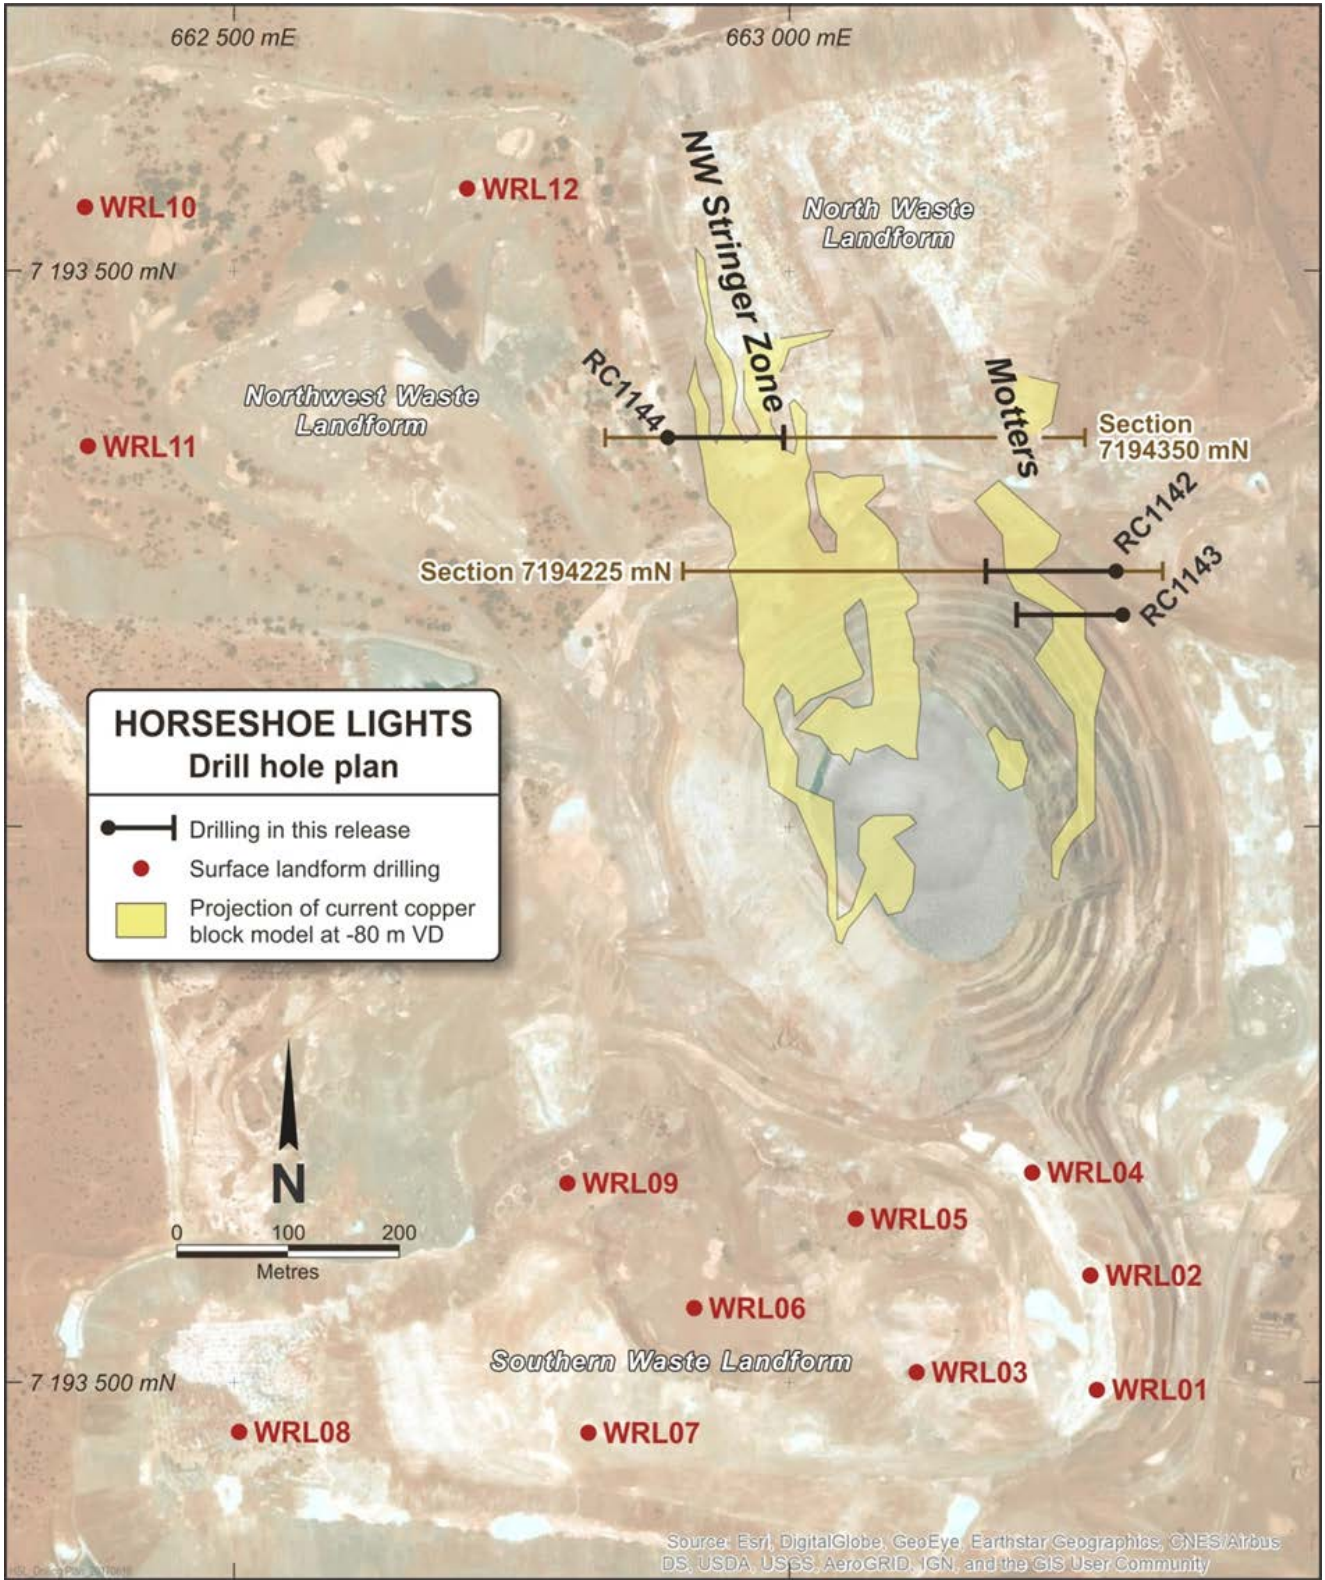 662 500 mE
663 000 mE
NW Stringer Zone
WRL10
WRL12
North Waste
Landform
7 193 500 mN
RC1144
Northwest Waste
Landform
Motters
Section
7194350 mN
WRL11
RC1142
Section 7194225 mN
RC1143
HORSESHOE LIGHTS
Drill hole plan
Drilling in this release
Surface landform drilling
Projection of current copper
block model at -80 m VD
N
0 100 200
Metres
WRL09
WRL04
WRL05
WRL02
WRL06
Southern Waste Landform
WRL03
7 193 500 mN
WRL01
WRL08
WRL07
Source: Esri, DigitalGlobe, GeoEye, Earthstar Geographics, CNES/Airbus
DS, USDA, USGS, AeroGRID, IGN, and the GIS User Community